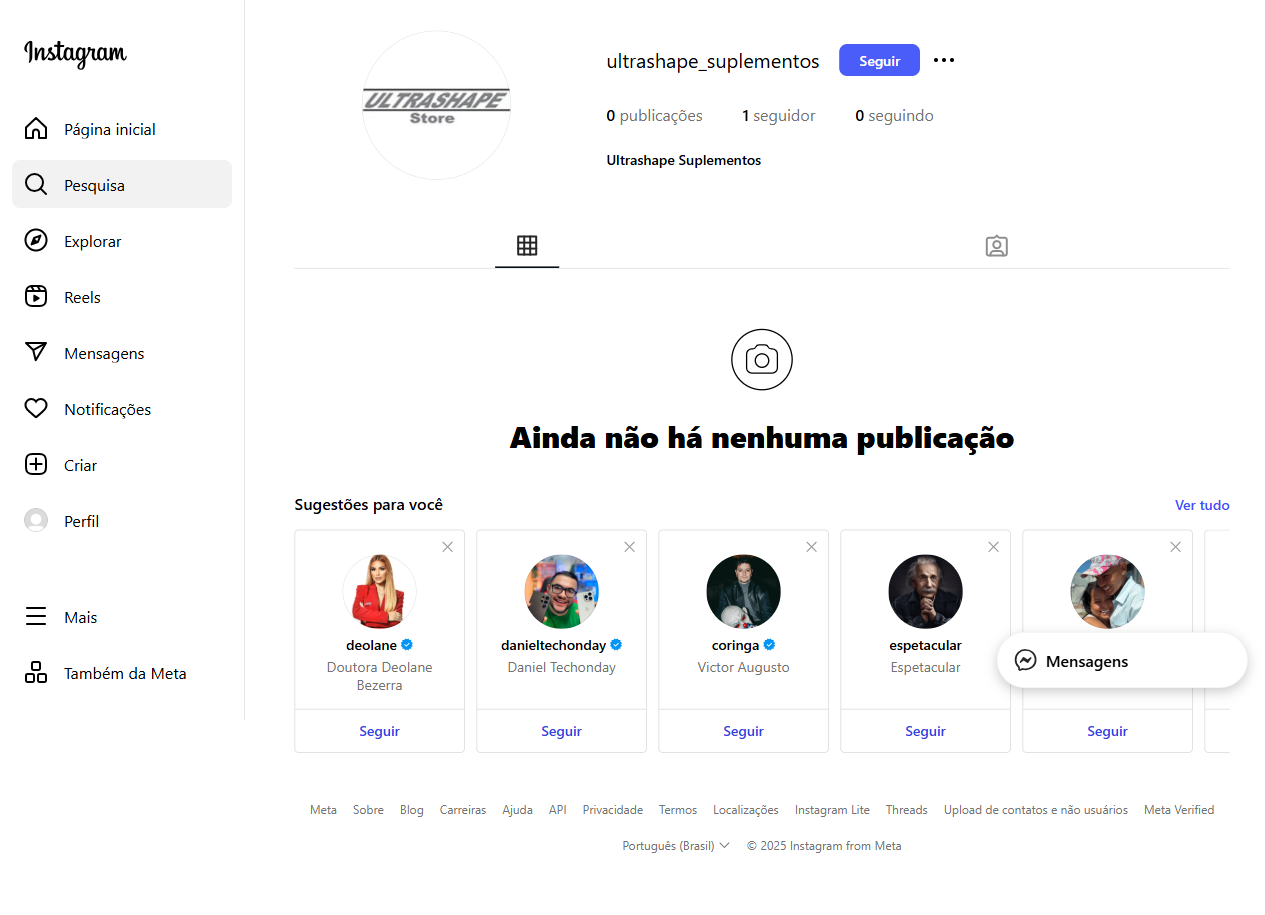 Instagram
Página inicial
Pesquisa
Explorar
Reels
Mensagens
Notificações
Criar
Perfil
Mais
Também da Meta
ULTRASHAPE
Store
ultrashape_suplementos Seguir
0 publicações 1 seguidor 0 seguindo
Ultrashape Suplementos
Ainda não há nenhuma publicação
Sugestões para você Ver tudo
deolane
Doutora Deolane
Bezerra
Seguir
danieltechonday
Daniel Techonday
Seguir
coringa
Victor Augusto
Seguir
espetacular
Espetacular
Seguir
Seguir
Mensagens
Meta Sobre Blog Carreiras Ajuda API Privacidade Termos Localizações Instagram Lite Threads Upload de contatos e não usuários Meta Verified
Português (Brasil) © 2025 Instagram from Meta